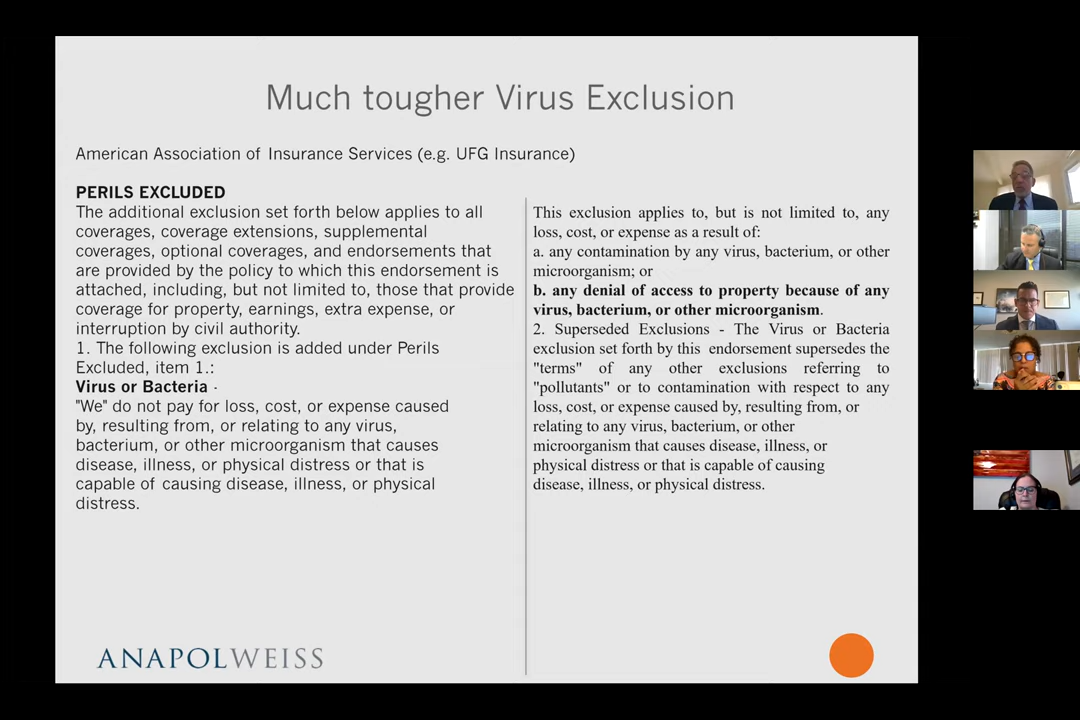 Much tougher Virus Exclusion
American Association of Insurance Services (e.g. UFG Insurance)
PERILS EXCLUDED
The additional exclusion set forth below applies to all
coverages, coverage extensions, supplemental
coverages, optional coverages, and endorsements that
are provided by the policy to which this endorsement is
attached, including, but not limited to, those that provide
coverage for property, earnings, extra expense, or
interruption by civil authority.
1. The following exclusion is added under Perils
Excluded, item 1.:
Virus or Bacteria -
"We" do not pay for loss, cost, or expense caused
by, resulting from, or relating to any virus,
bacterium, or other microorganism that causes
disease, illness, or physical distress or that is
capable of causing disease, illness, or physical
distress.
This exclusion applies to, but is not limited to, any
loss, cost, or expense as a result of:
a. any contamination by any virus, bacterium, or other
microorganism; or
b. any denial of access to property because of any
virus, bacterium, or other microorganism.
2. Superseded Exclusions - The Virus or Bacteria
exclusion set forth by this endorsement supersedes the
"terms" of any other exclusions referring to
"pollutants" or to contamination with respect to any
loss, cost, or expense caused by, resulting from, or
relating to any virus, bacterium, or other
microorganism that causes disease, illness, or
physical distress or that is capable of causing
disease, illness, or physical distress.
ANAPOLWEISS